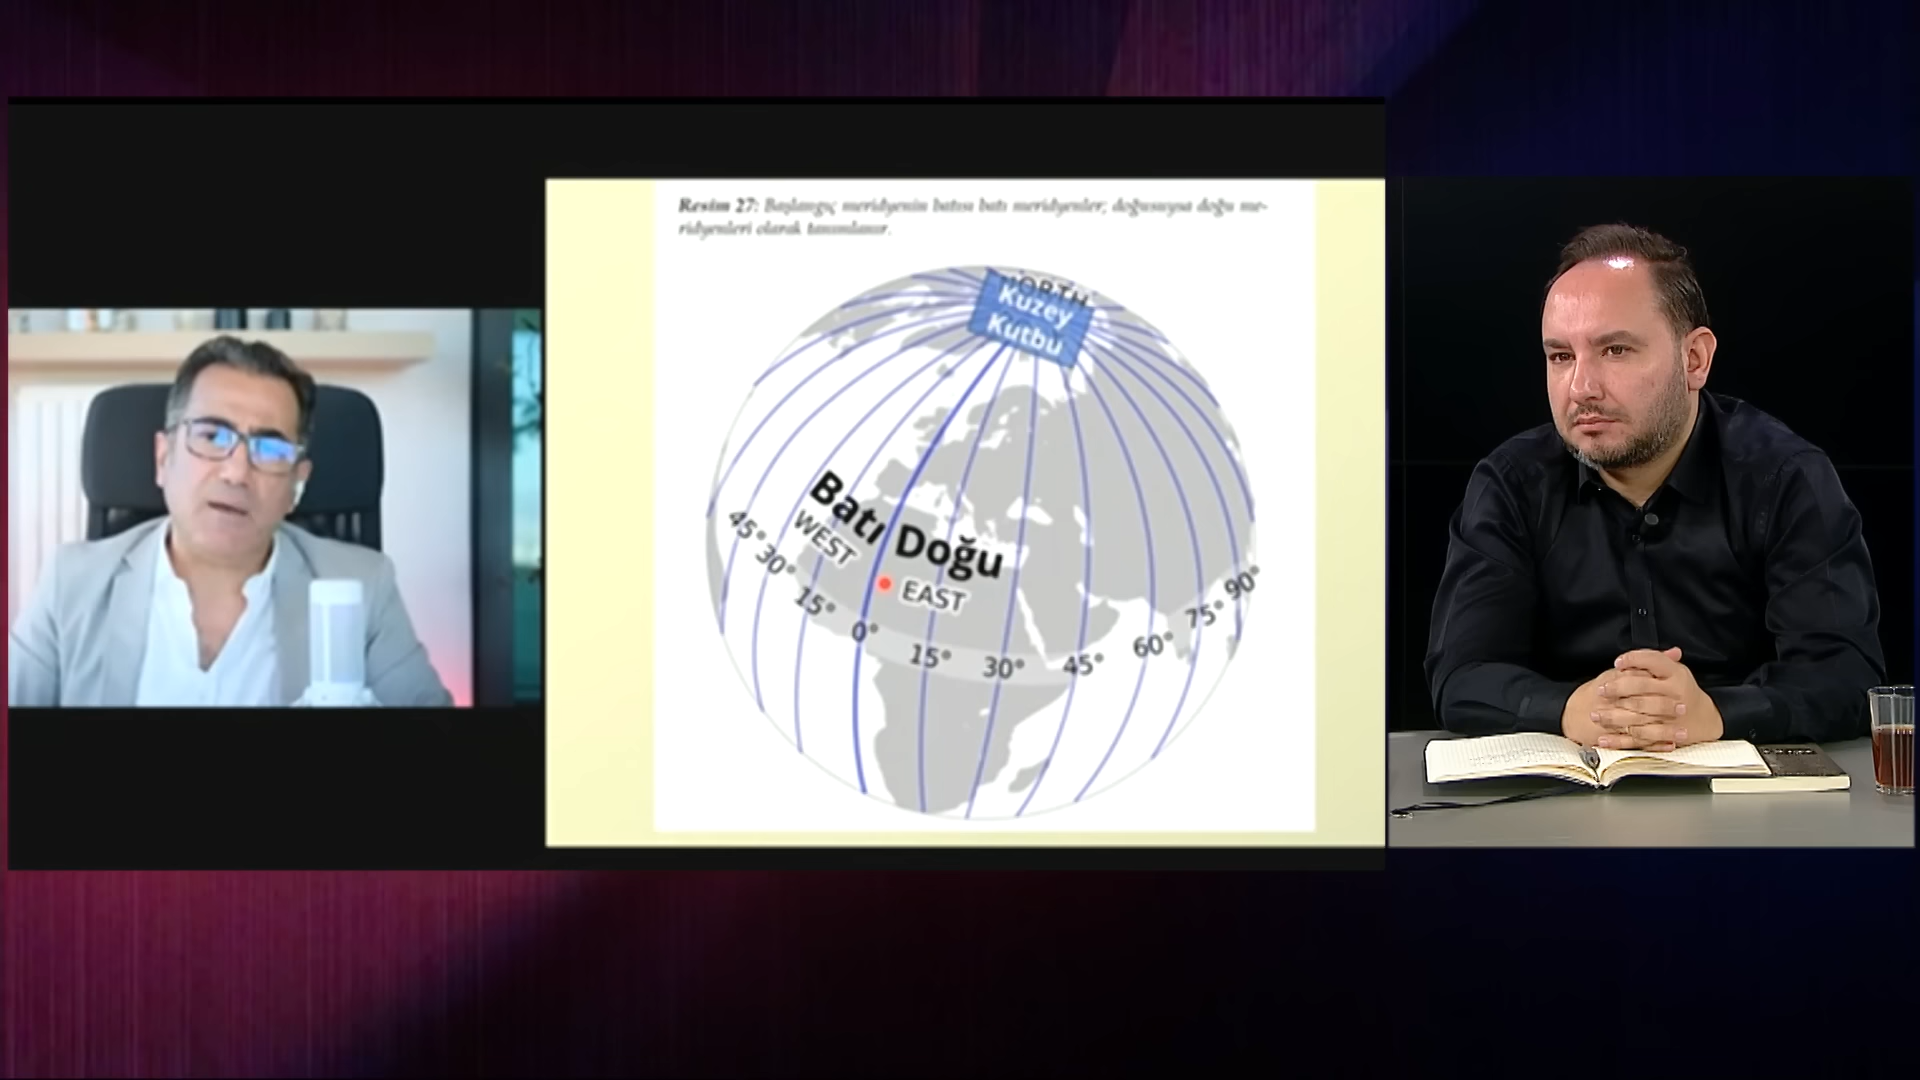 Resim 27: Başlangıç meridyenin batısı batı meridyenler, doğusuysa doğu me-
ridyenleri olarak tanımlanır.
NORTH
Kuzey
Kutbu
Batı Doğu
WEST
EAST
45° 30° 15° 0° 15° 30° 45° 60° 75° 90°